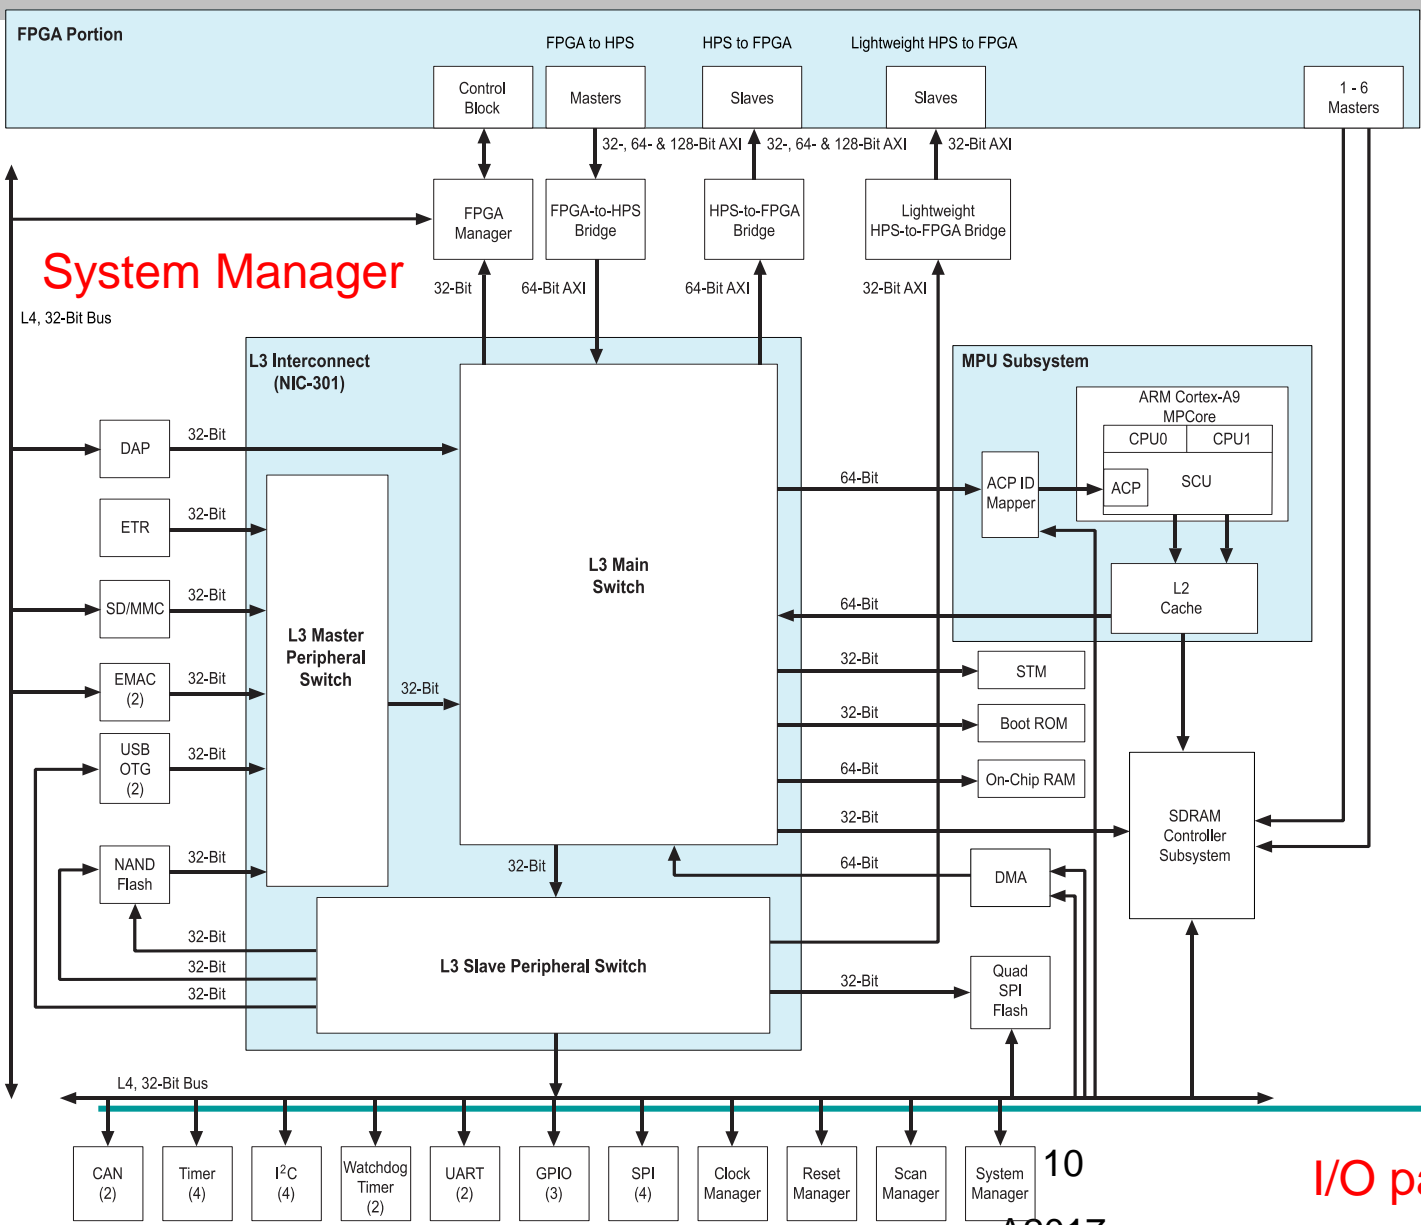 FPGA Portion
FPGA to HPS
HPS to FPGA
Lightweight HPS to FPGA
Control
Block
Masters
Slaves
Slaves
1 - 6
Masters
32-, 64- & 128-Bit AXI
32-, 64- & 128-Bit AXI
32-Bit AXI
FPGA
Manager
FPGA-to-HPS
Bridge
HPS-to-FPGA
Bridge
Lightweight
HPS-to-FPGA Bridge
System Manager
32-Bit
64-Bit AXI
64-Bit AXI
32-Bit AXI
L4, 32-Bit Bus
L3 Interconnect
(NIC-301)
MPU Subsystem
ARM Cortex-A9
MPCore
CPU0
CPU1
DAP
32-Bit
64-Bit
ACP ID
Mapper
ACP
SCU
ETR
32-Bit
L3 Main
Switch
SD/MMC
32-Bit
64-Bit
L2
Cache
L3 Master
Peripheral
Switch
EMAC
(2)
32-Bit
32-Bit
32-Bit
STM
32-Bit
Boot ROM
USB
OTG
(2)
32-Bit
64-Bit
On-Chip RAM
32-Bit
SDRAM
Controller
Subsystem
NAND
Flash
32-Bit
32-Bit
64-Bit
DMA
32-Bit
32-Bit
32-Bit
L3 Slave Peripheral Switch
32-Bit
Quad
SPI
Flash
L4, 32-Bit Bus
CAN
(2)
Timer
(4)
I²C
(4)
Watchdog
Timer
(2)
UART
(2)
GPIO
(3)
SPI
(4)
Clock
Manager
Reset
Manager
Scan
Manager
System
Manager
10
I/O pa